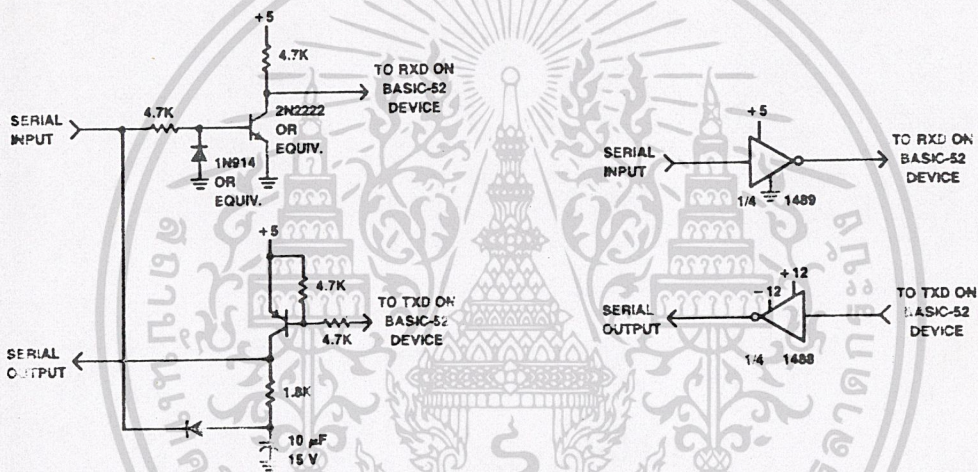 +5
4.7K
TO RXD ON
BASIC-52
DEVICE
SERIAL
INPUT
4.7K
2N2222
OR
EQUIV.
1N914
OR
EQUIV.
+5
4.7K
4.7K
TO TXD ON
BASIC-52
DEVICE
SERIAL
OUTPUT
1.8K
10 μF
15 V
+5
SERIAL
INPUT
TO RXD ON
BASIC-52
DEVICE
1/4 1489
+12
-12
SERIAL
OUTPUT
TO TXD ON
BASIC-52
DEVICE
1/4 1488